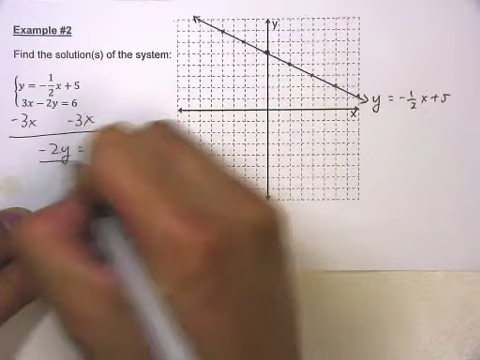 Example #2
Find the solution(s) of the system:
y = -1/2x + 5
3x - 2y = 6
-3x -3x
-2y =
y
x
y = -1/2x+5